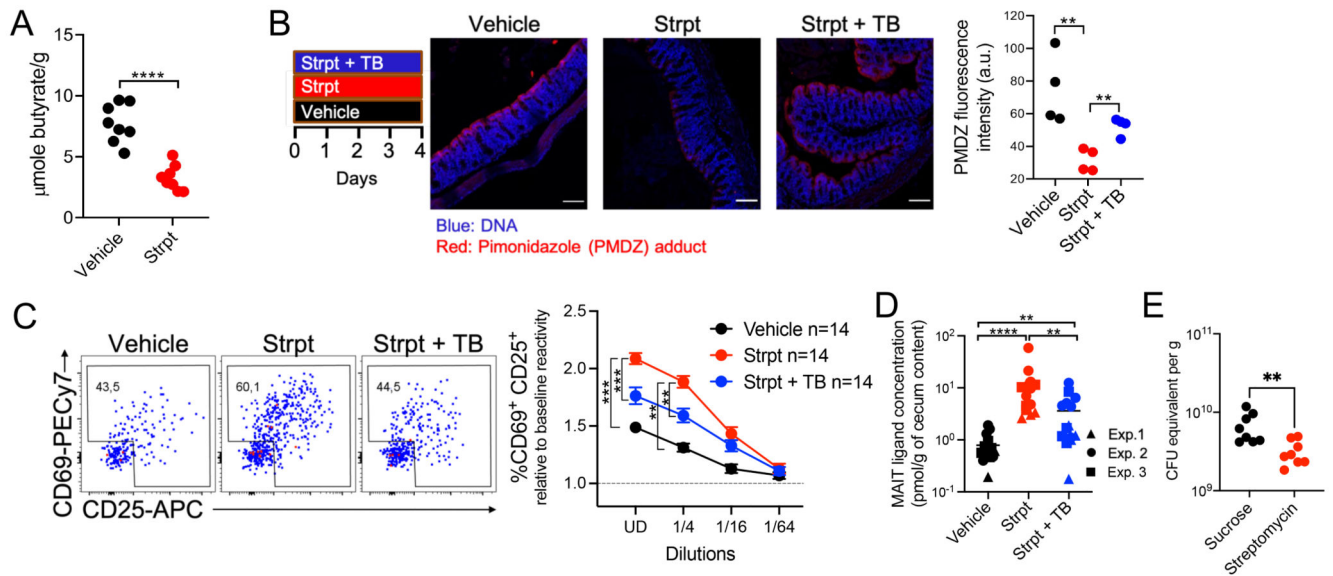 A
µmole butyrate/g
15
10
5
0
****
Vehicle
Strpt
B
Strpt + TB
Strpt
Vehicle
0 1 2 3 4
Days
Vehicle
Strpt
Strpt + TB
Blue: DNA
Red: Pimonidazole (PMDZ) adduct
PMDZ fluorescence
intensity (a.u.)
120
100
80
60
40
20
**
**
Vehicle
Strpt
Strpt + TB
C
Vehicle
Strpt
Strpt + TB
43,5
60,1
44,5
CD69-PECy7
CD25-APC
%CD69+ CD25+
relative to baseline reactivity
2.5
2.0
1.5
1.0
Vehicle n=14
Strpt n=14
Strpt + TB n=14
***
***
**
**
UD 1/4 1/16 1/64
Dilutions
D
MAIT ligand concentration
(pmol/g of cecum content)
10²
10¹
10⁰
10⁻¹
**
****
**
Exp.1
Exp. 2
Exp. 3
Vehicle
Strpt
Strpt + TB
E
CFU equivalent per g
10¹¹
10¹⁰
10⁹
**
Sucrose
Streptomycin